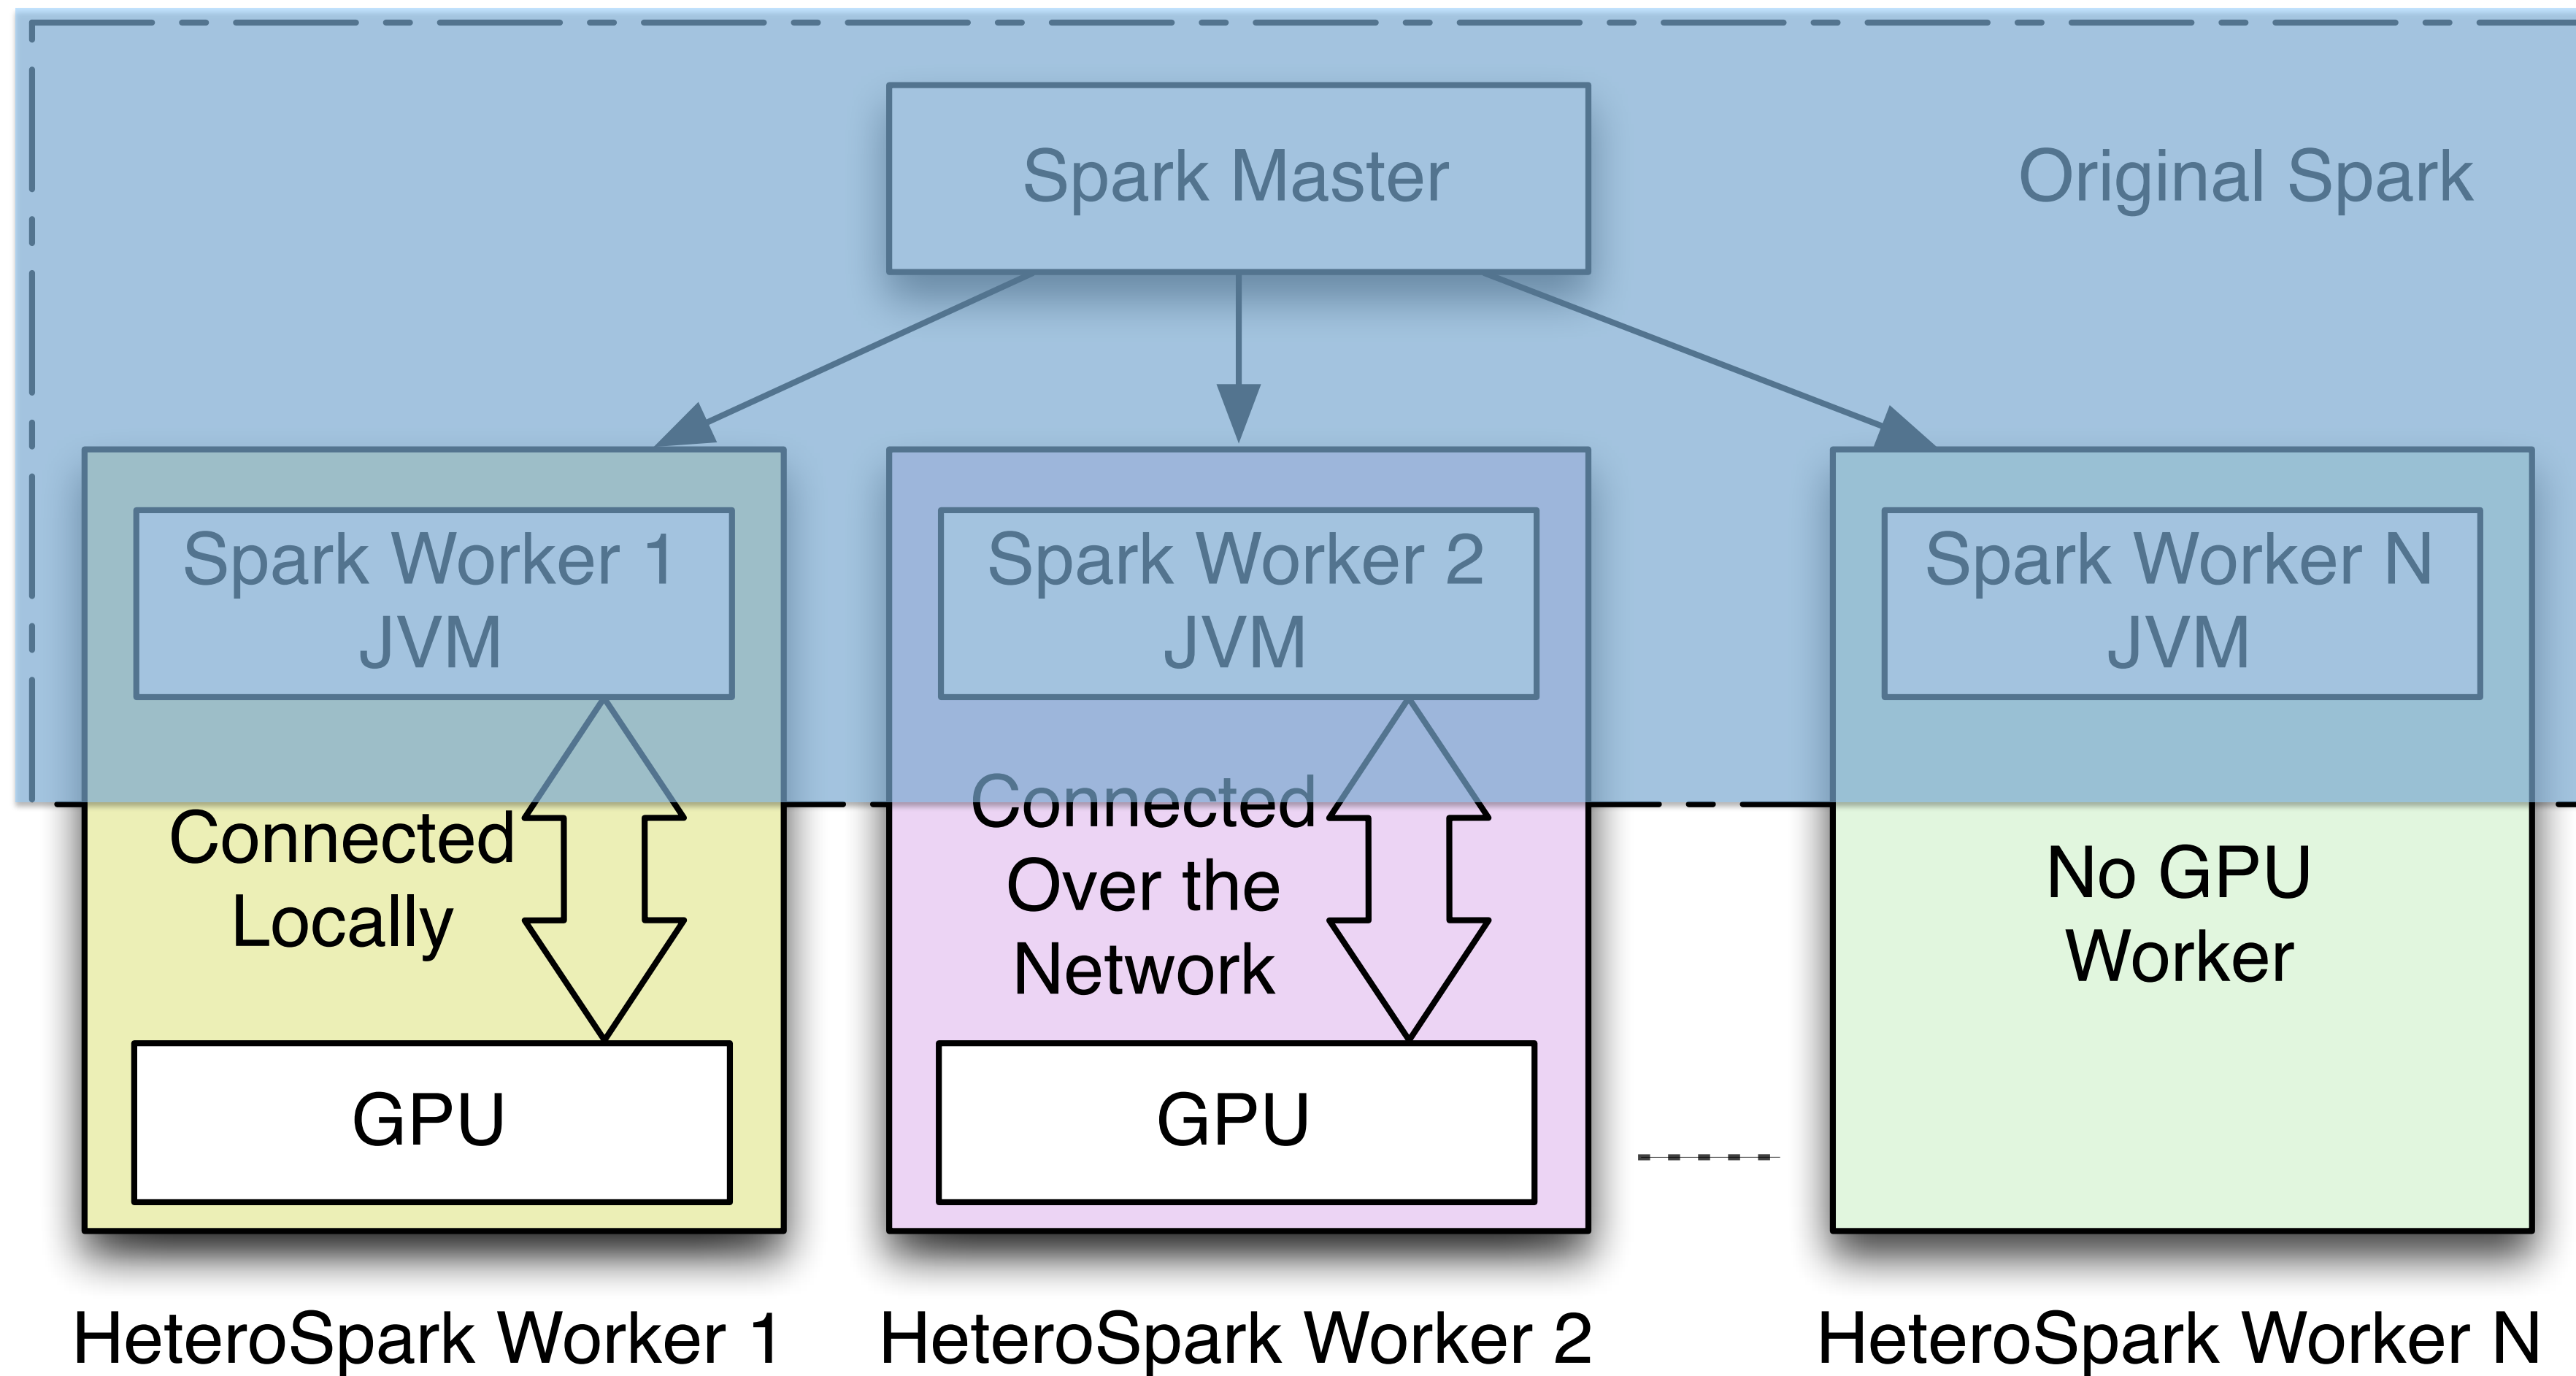 Spark Master
Original Spark
Spark Worker 1
JVM
Spark Worker 2
JVM
Spark Worker N
JVM
Connected
Locally
Connected
Over the
Network
No GPU
Worker
GPU
GPU
HeteroSpark Worker 1
HeteroSpark Worker 2
HeteroSpark Worker N